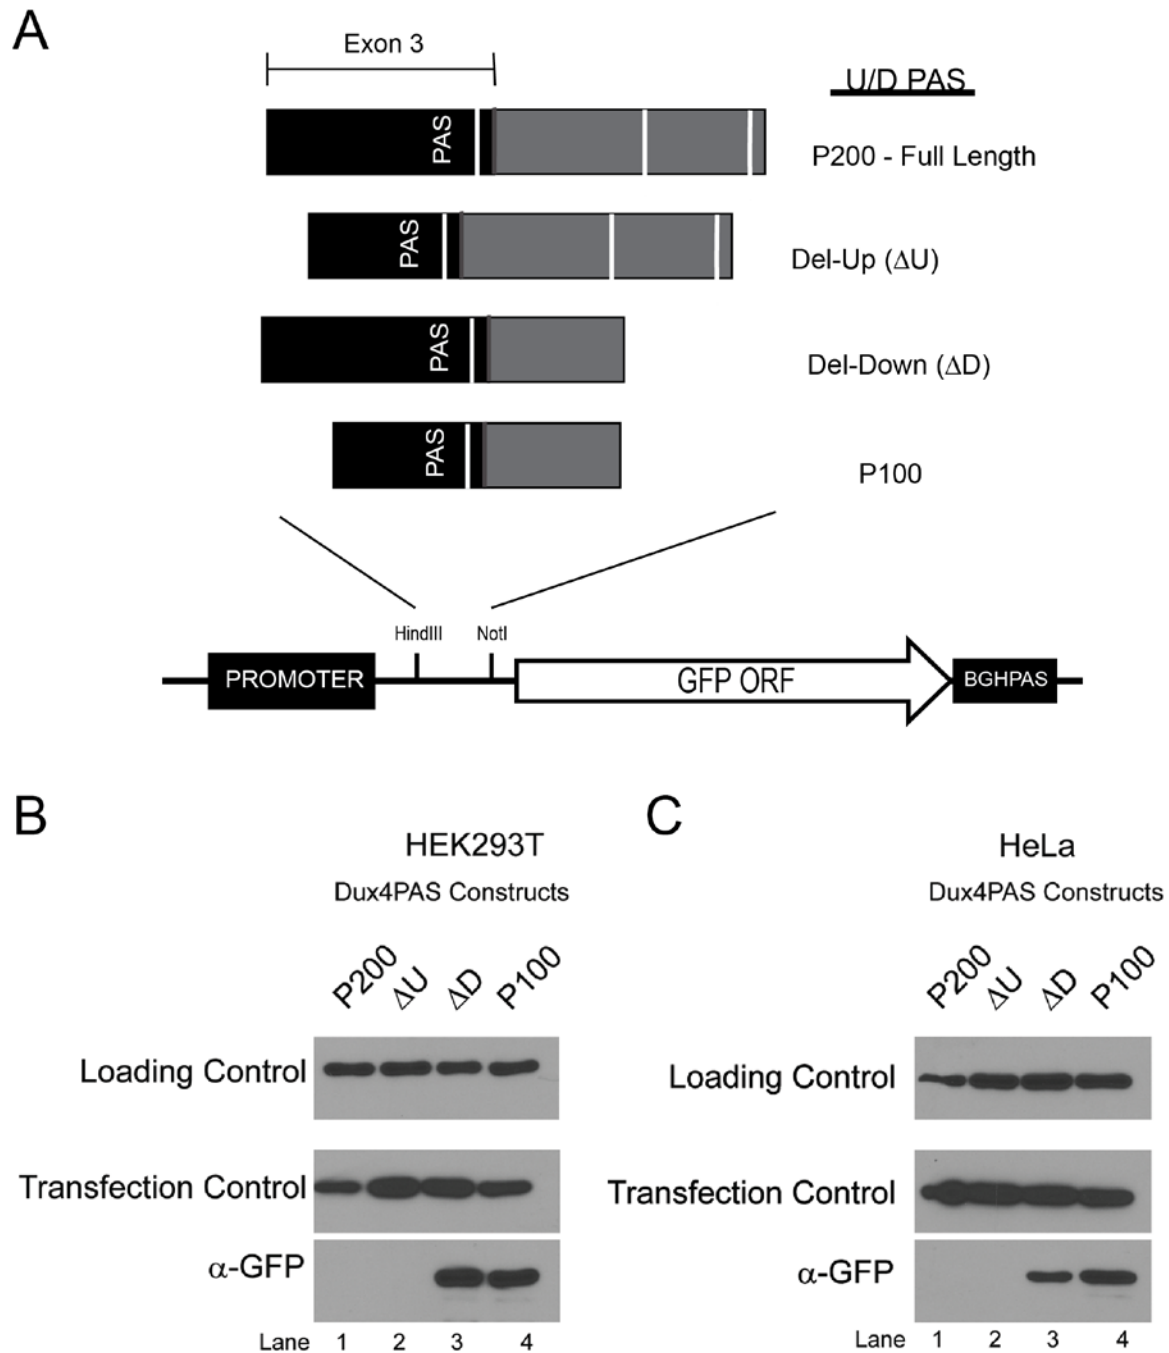 A
Exon 3
U/D PAS
PAS
P200 - Full Length
PAS
Del-Up (ΔU)
PAS
Del-Down (ΔD)
PAS
P100
HindIII NotI
PROMOTER GFP ORF BGHPAS
B
HEK293T
Dux4PAS Constructs
P200 ΔU ΔD P100
Loading Control
Transfection Control
α-GFP
Lane 1 2 3 4
C
HeLa
Dux4PAS Constructs
P200 ΔU ΔD P100
Loading Control
Transfection Control
α-GFP
Lane 1 2 3 4